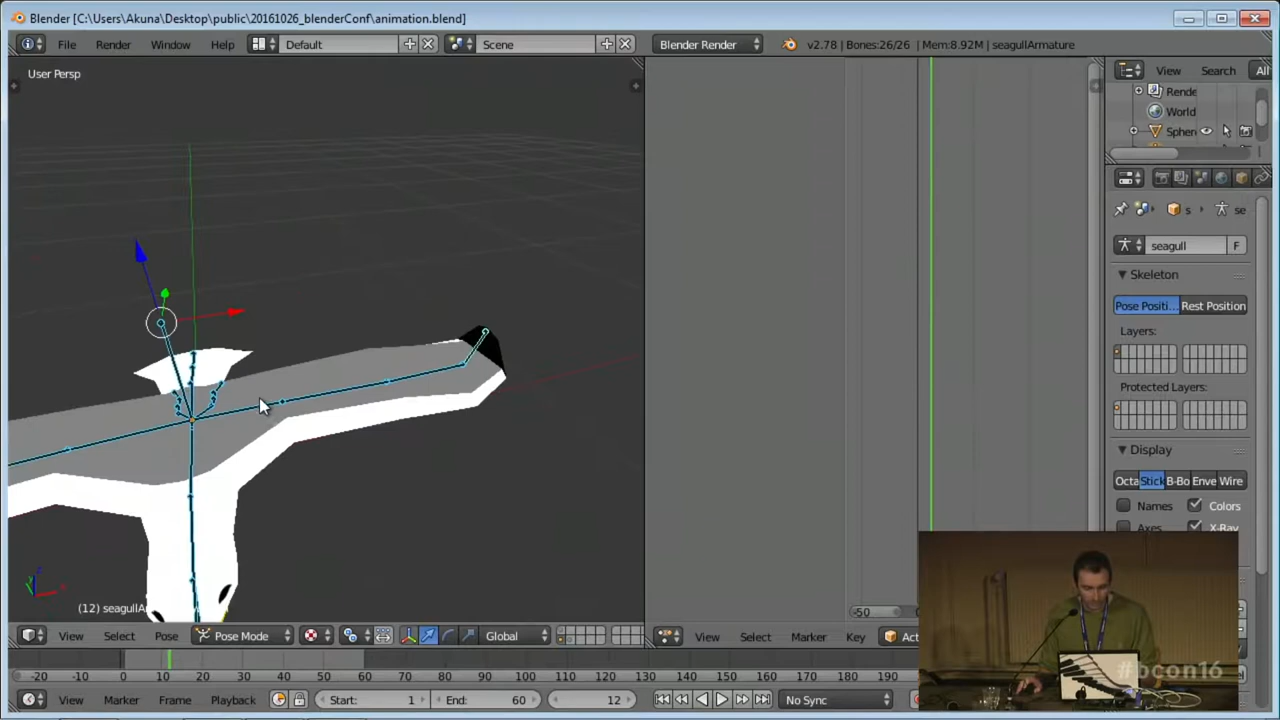 Blender [C:\Users\Akuna\Desktop\public\20161026_blenderConf\animation.blend]
File Render Window Help Default Scene Blender Render v2.78 | Bones:26/26 | Mem:8.92M | seagullArmature
User Persp
View Search All
Rende
World
Spher
s se
seagull F
Skeleton
Pose Positi... Rest Position
Layers:
Protected Layers:
Display
Octa Stick B-Bo Enve Wire
Names Colors
Axes X-Ray
(12) seagullAr
-50
View Select Pose Pose Mode Global View Select Marker Key Act
-20 -10 0 10 20 30 40 50 60 70 80 90 100 110 120 130 140 150 160 170 180 190
View Marker Frame Playback Start: 1 End: 60 12 No Sync
#bcon16